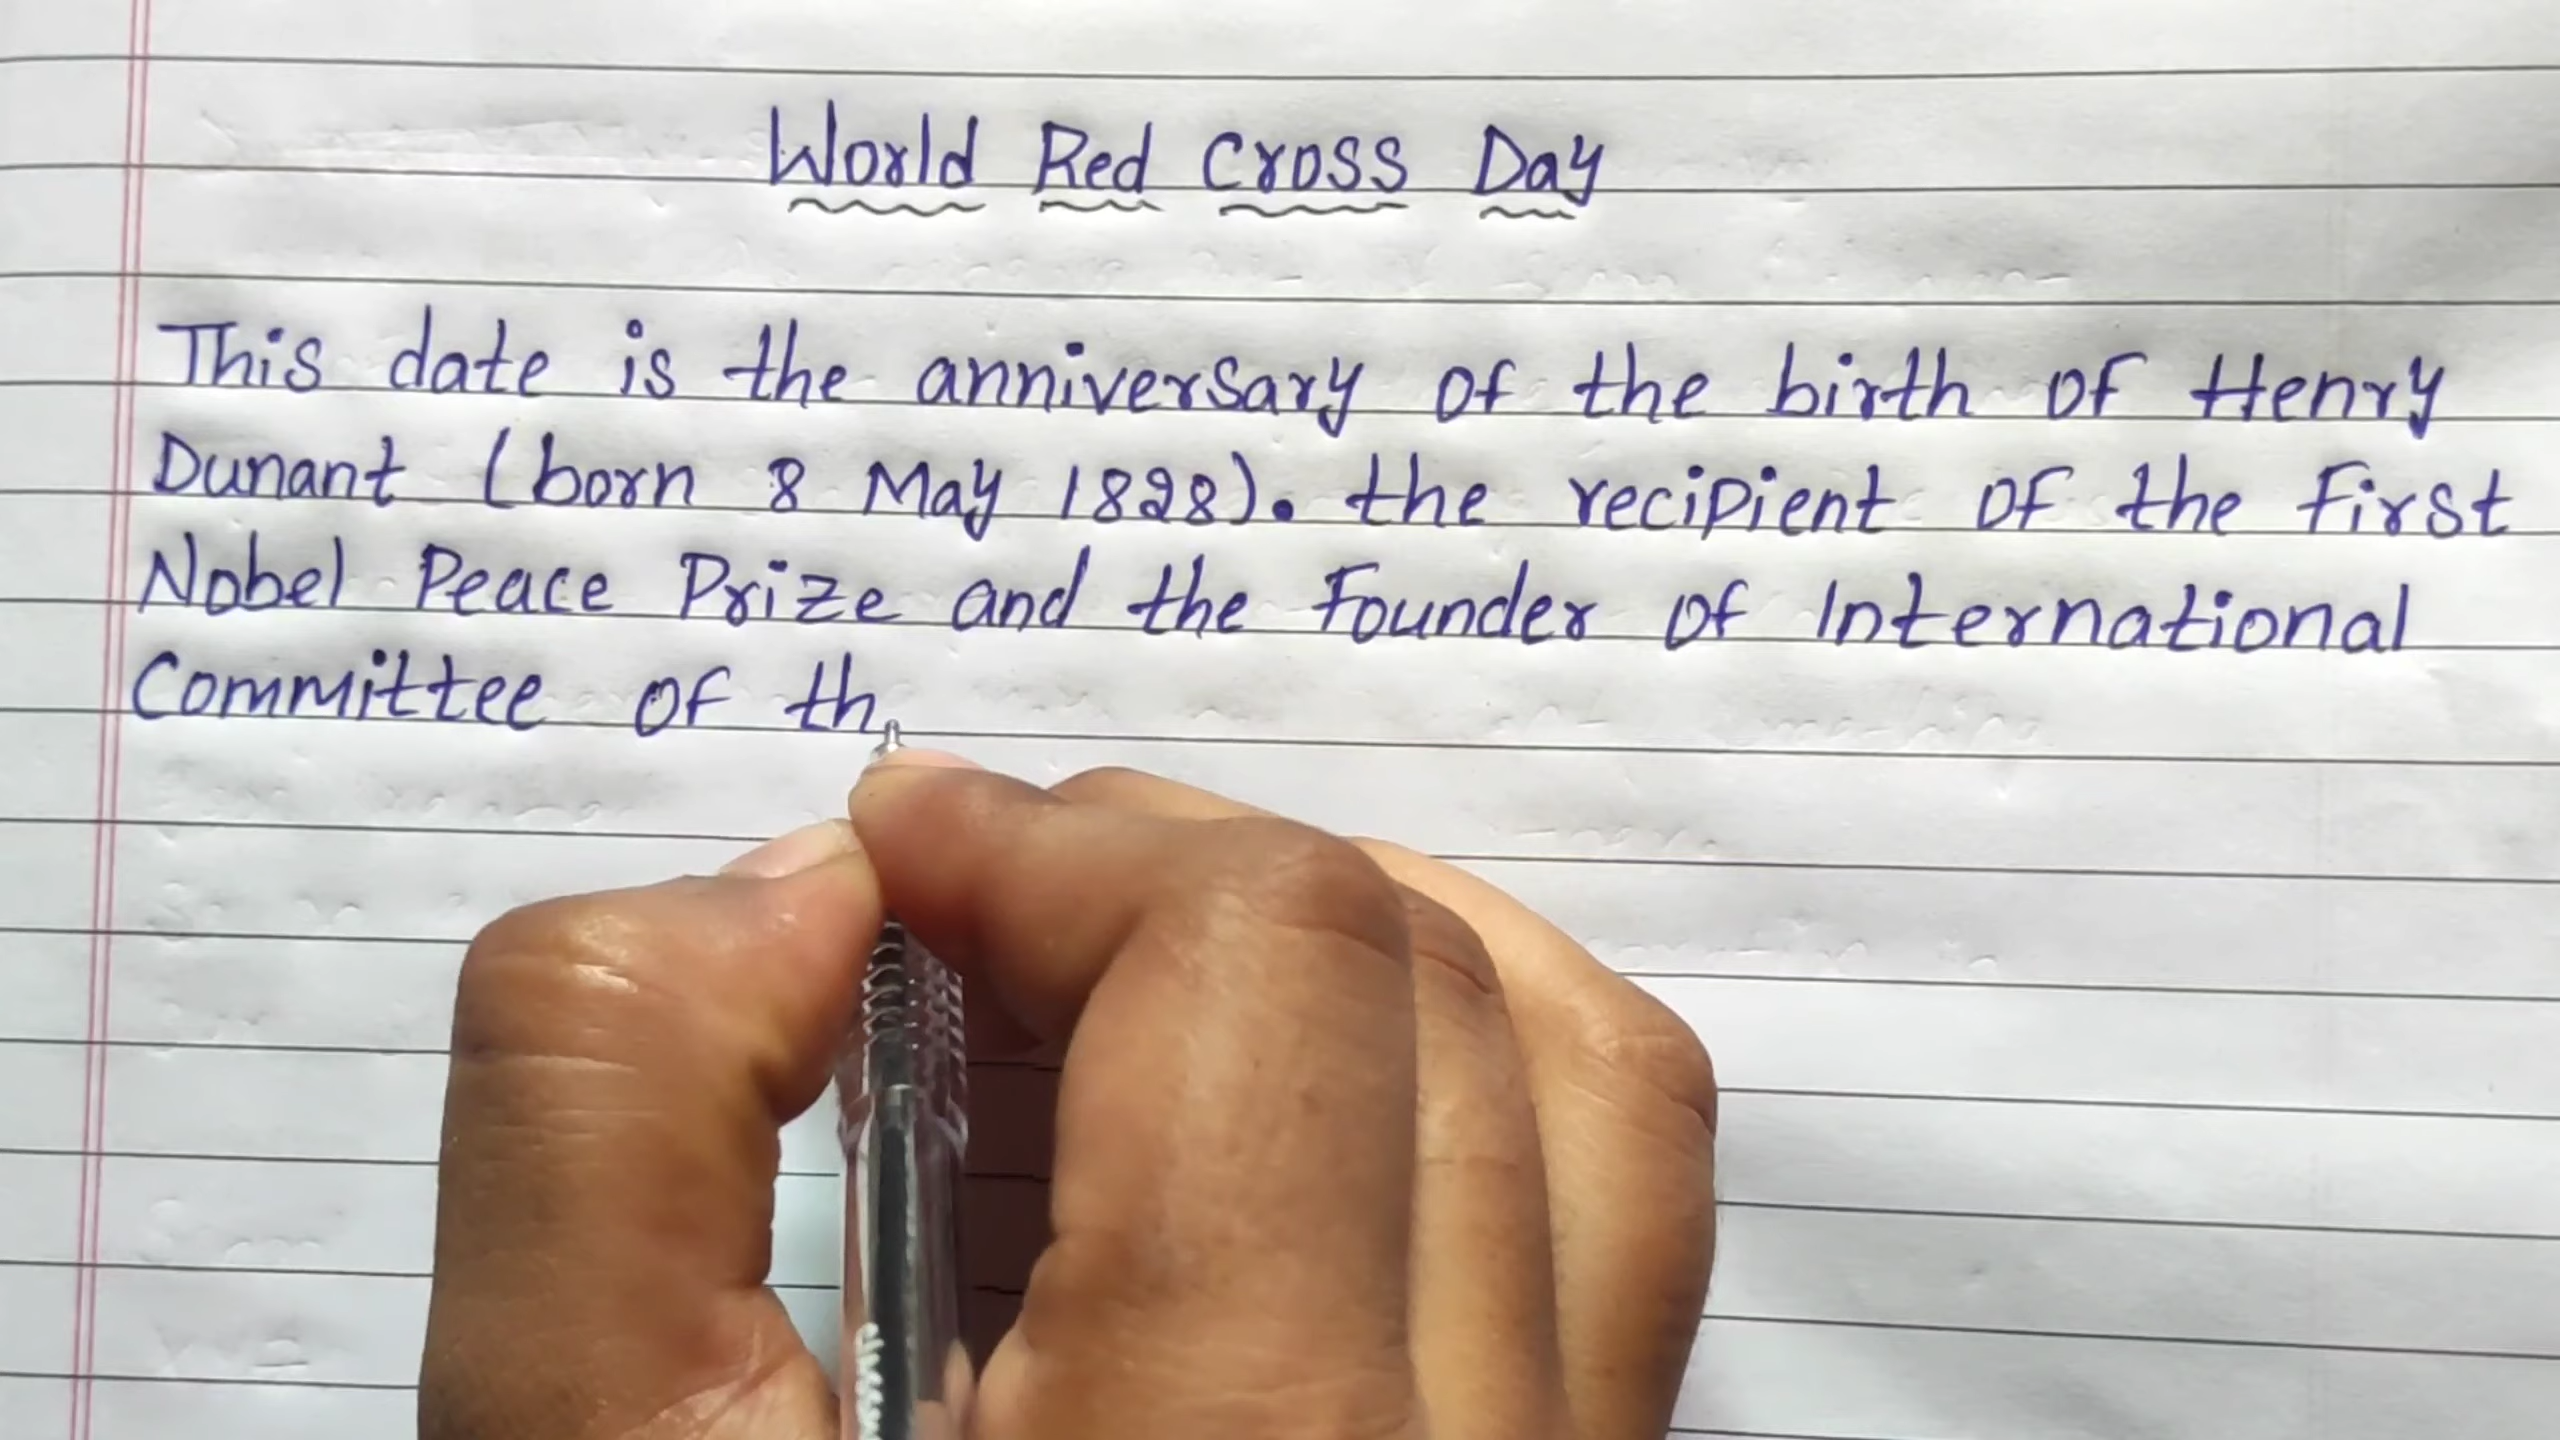 World Red Cross Day
This date is the anniversary of the birth of Henry
Dunant (born 8 May 1828). the recipient of the first
Nobel Peace Prize and the Founder of International
Committee of th